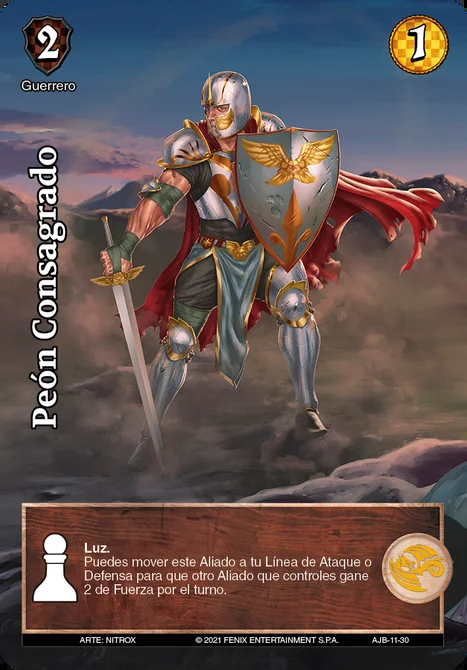 2
1
Guerrero
Peón Consagrado
Luz.
Puedes mover este Aliado a tu Línea de Ataque o
Defensa para que otro Aliado que controles gane
2 de Fuerza por el turno.
ARTE: NITROX © 2021 FENIX ENTERTAINMENT S.P.A. AJB-11-30